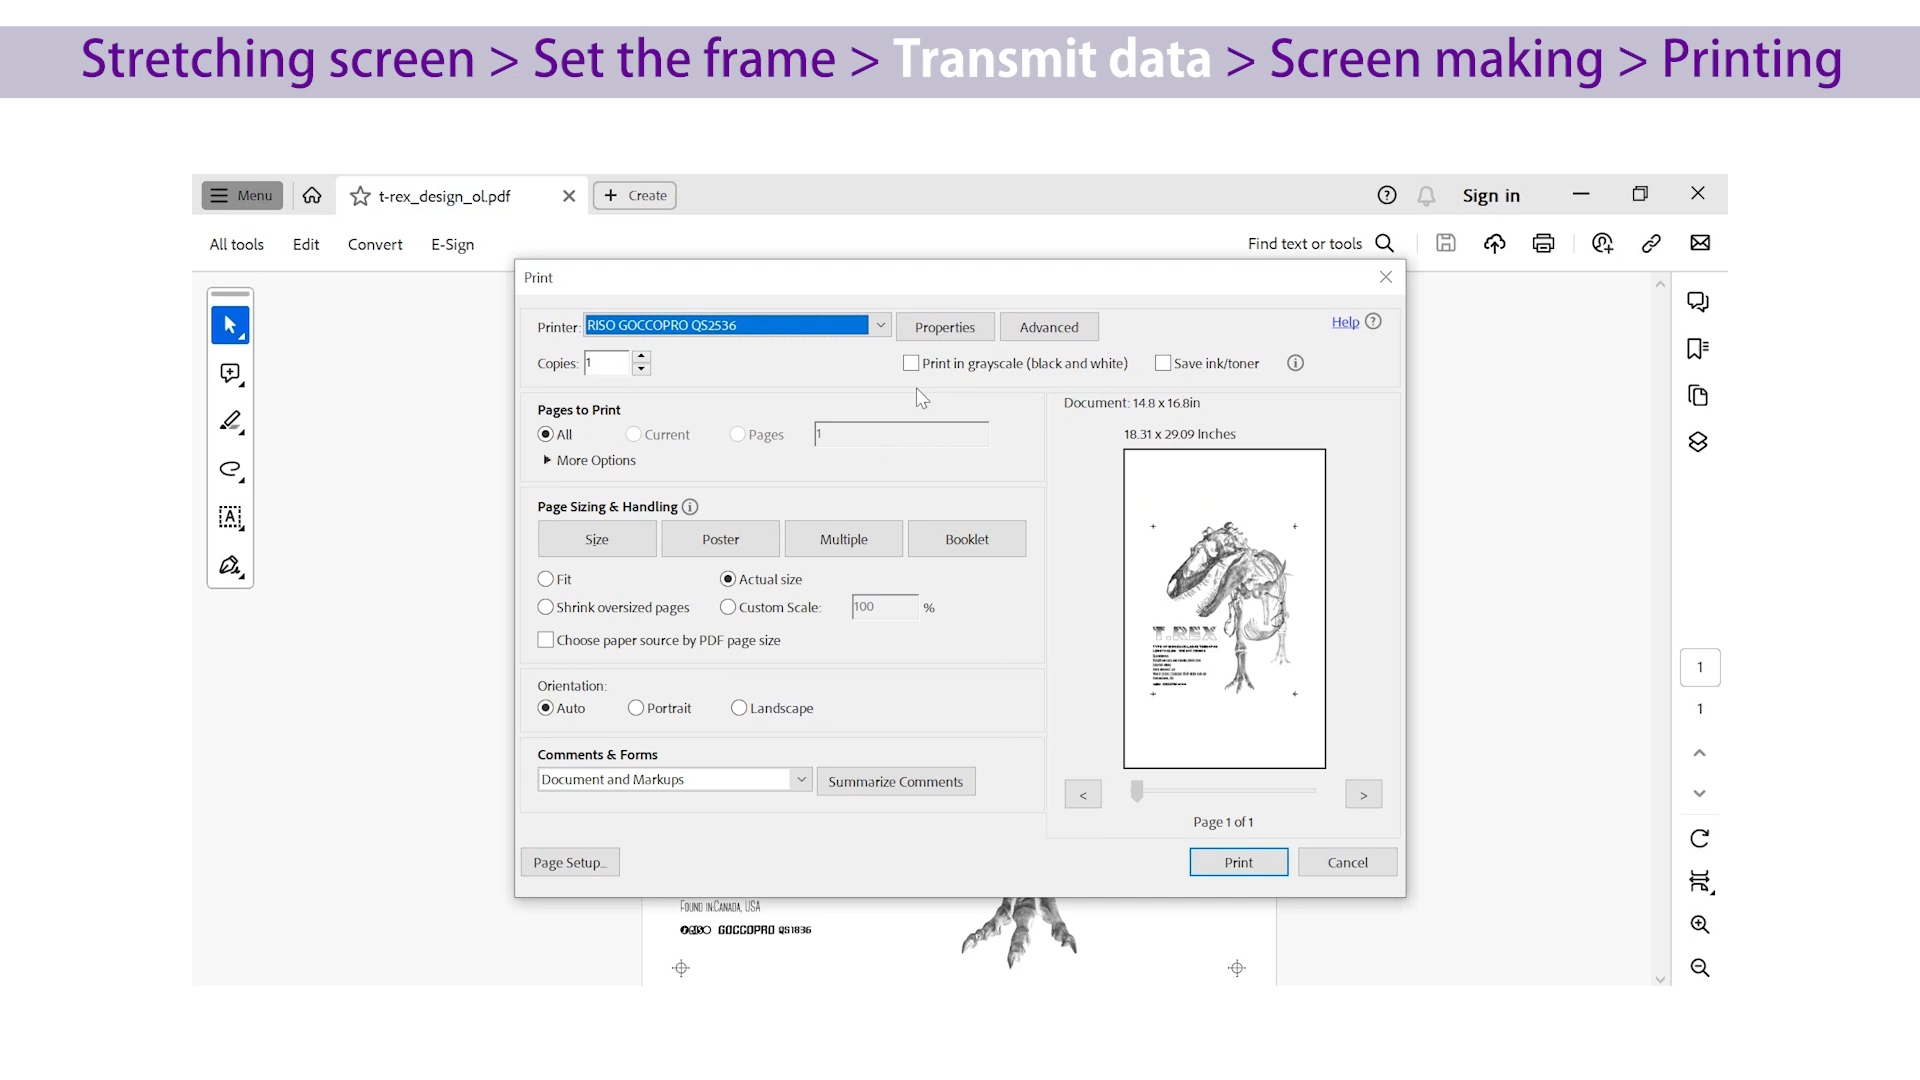 Stretching screen > Set the frame > Transmit data > Screen making > Printing
Menu
t-rex_design_ol.pdf
Create
Sign in
All tools
Edit
Convert
E-Sign
Find text or tools
Print
Printer: RISO GOCCOPRO QS2536
Properties
Advanced
Help
Copies: 1
Print in grayscale (black and white)
Save ink/toner
Pages to Print
All
Current
Pages
1
More Options
Document: 14.8 x 16.8in
18.31 x 29.09 Inches
Page Sizing & Handling
Size
Poster
Multiple
Booklet
Fit
Actual size
Shrink oversized pages
Custom Scale: 100 %
Choose paper source by PDF page size
T.REX
Orientation:
Auto
Portrait
Landscape
Comments & Forms
Document and Markups
Summarize Comments
<
>
Page 1 of 1
Page Setup...
Print
Cancel
1
1
FOUND IN:CANADA, USA
GOCCOPRO QS1836